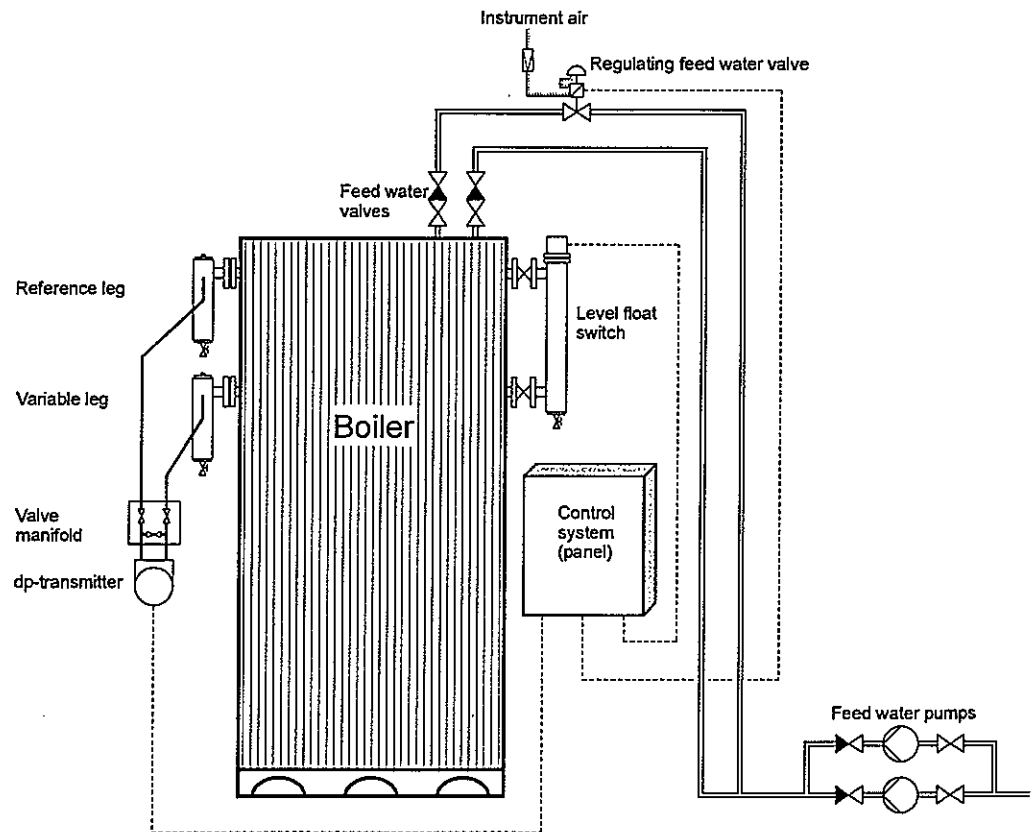 Instrument air
Regulating feed water valve
Feed water
valves
Reference leg
Level float
switch
Variable leg
Boiler
Valve
manifold
Control
system
(panel)
dp-transmitter
Feed water pumps